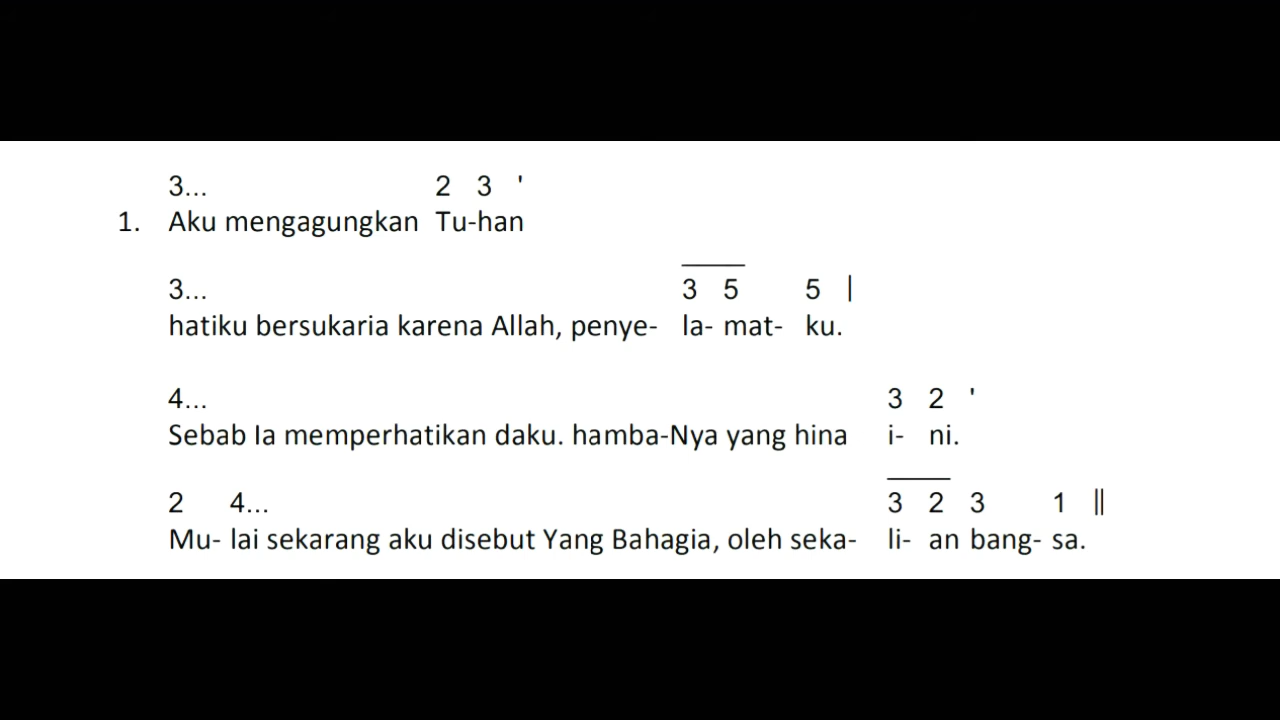 3... 2 3 '
1. Aku mengagungkan Tu-han
3... 3 5 5 |
hatiku bersukaria karena Allah, penye- la- mat- ku.
4... 3 2 '
Sebab Ia memperhatikan daku. hamba-Nya yang hina i- ni.
2 4... 3 2 3 1 ||
Mu- lai sekarang aku disebut Yang Bahagia, oleh seka- li- an bang- sa.